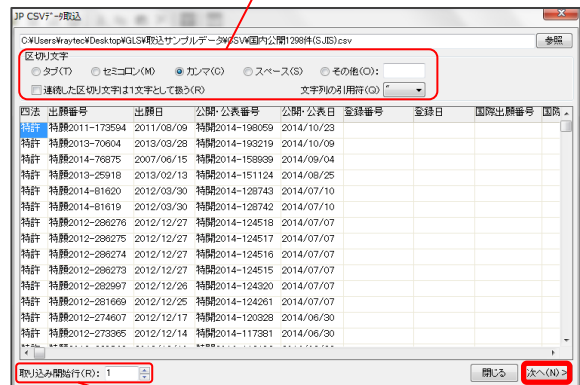 JP CSVﾃﾞｰﾀ取込
C:¥Users¥raytec¥Desktop¥GLS¥取込サンプルデータ¥CSV¥国内公開1298件(SJIS).csv 参照
区切り文字
タブ(T) セミコロン(M) カンマ(C) スペース(S) その他(O):
連続した区切り文字は1文字として扱う(R) 文字列の引用符(G) "
四法 出願番号 出願日 公開・公表番号 公開・公表日 登録番号 登録日 国際出願番号
特許 特願2011-173594 2011/08/09 特開2014-198059 2014/10/23
特許 特願2013-70604 2013/03/28 特開2014-193219 2014/10/09
特許 特願2014-76875 2007/06/15 特開2014-158939 2014/09/04
特許 特願2013-25918 2013/02/13 特開2014-151124 2014/08/25
特許 特願2014-81620 2012/03/30 特開2014-128743 2014/07/10
特許 特願2014-81619 2012/03/30 特開2014-128742 2014/07/10
特許 特願2012-286276 2012/12/27 特開2014-124518 2014/07/07
特許 特願2012-286275 2012/12/27 特開2014-124517 2014/07/07
特許 特願2012-286274 2012/12/27 特開2014-124516 2014/07/07
特許 特願2012-286273 2012/12/27 特開2014-124515 2014/07/07
特許 特願2012-282997 2012/12/26 特開2014-124320 2014/07/07
特許 特願2012-281669 2012/12/25 特開2014-124261 2014/07/07
特許 特願2012-274607 2012/12/17 特開2014-120328 2014/06/30
特許 特願2012-273365 2012/12/14 特開2014-117381 2014/06/30
取り込み開始行(R): 1 閉じる 次へ(N) >